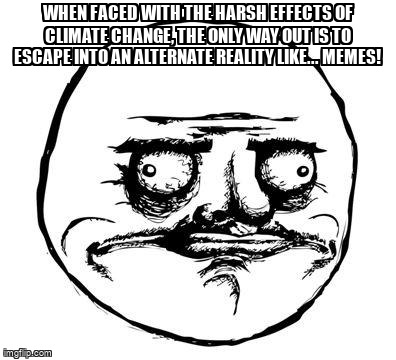 WHEN FACED WITH THE HARSH EFFECTS OF
CLIMATE CHANGE, THE ONLY WAY OUT IS TO
ESCAPE INTO AN ALTERNATE REALITY LIKE... MEMES!
imgflip.com